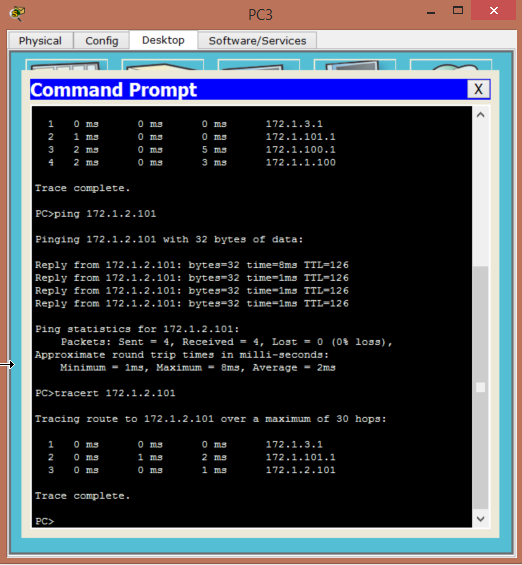 PC3
Physical Config Desktop Software/Services
Command Prompt X
1 0 ms 0 ms 0 ms 172.1.3.1
2 1 ms 0 ms 0 ms 172.1.101.1
3 2 ms 0 ms 5 ms 172.1.100.1
4 2 ms 0 ms 3 ms 172.1.1.100
Trace complete.
PC>ping 172.1.2.101
Pinging 172.1.2.101 with 32 bytes of data:
Reply from 172.1.2.101: bytes=32 time=8ms TTL=126
Reply from 172.1.2.101: bytes=32 time=1ms TTL=126
Reply from 172.1.2.101: bytes=32 time=1ms TTL=126
Reply from 172.1.2.101: bytes=32 time=1ms TTL=126
Ping statistics for 172.1.2.101:
Packets: Sent = 4, Received = 4, Lost = 0 (0% loss),
Approximate round trip times in milli-seconds:
Minimum = 1ms, Maximum = 8ms, Average = 2ms
PC>tracert 172.1.2.101
Tracing route to 172.1.2.101 over a maximum of 30 hops:
1 0 ms 0 ms 0 ms 172.1.3.1
2 0 ms 1 ms 2 ms 172.1.101.1
3 0 ms 0 ms 1 ms 172.1.2.101
Trace complete.
PC>